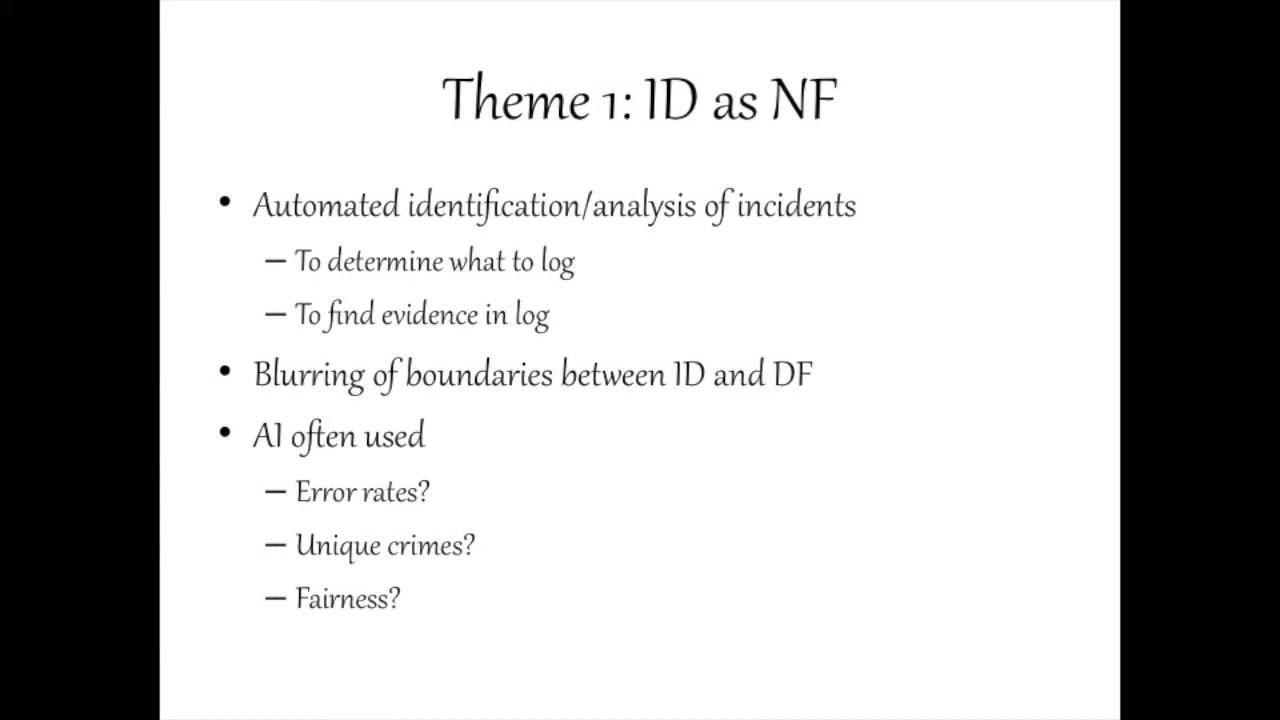 Theme 1: ID as NF
• Automated identification/analysis of incidents
– To determine what to log
– To find evidence in log
• Blurring of boundaries between ID and DF
• AI often used
– Error rates?
– Unique crimes?
– Fairness?